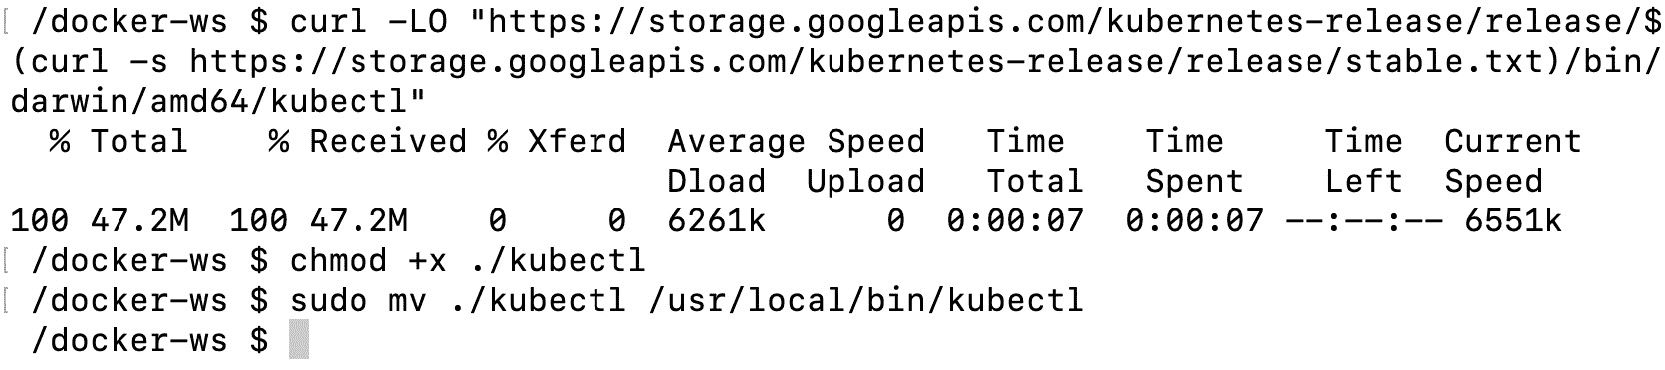 [ /docker-ws $ curl -LO "https://storage.googleapis.com/kubernetes-release/release/$
(curl -s https://storage.googleapis.com/kubernetes-release/release/stable.txt)/bin/
darwin/amd64/kubectl"
% Total % Received % Xferd Average Speed Time Time Time Current
Dload Upload Total Spent Left Speed
100 47.2M 100 47.2M 0 0 6261k 0 0:00:07 0:00:07 --:--:-- 6551k
[ /docker-ws $ chmod +x ./kubectl
[ /docker-ws $ sudo mv ./kubectl /usr/local/bin/kubectl
/docker-ws $